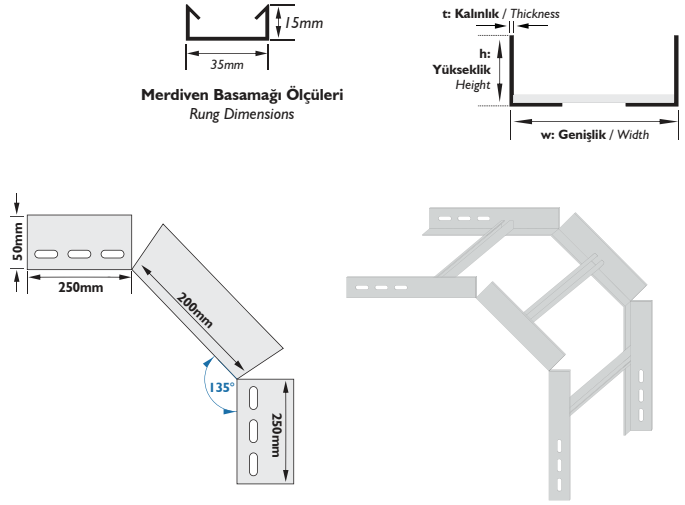 15mm
35mm
Merdiven Basamağı Ölçüleri
Rung Dimensions
t: Kalınlık / Thickness
h:
Yükseklik
Height
w: Genişlik / Width
50mm
250mm
200mm
135°
250mm